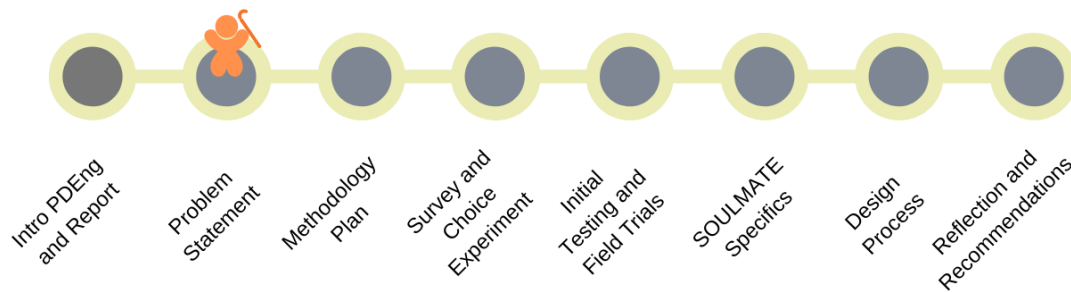 Intro PDEng
and Report
Problem
Statement
Methodology
Plan
Survey and
Choice
Experiment
Initial
Testing and
Field Trials
SOULMATE
Specifics
Design
Process
Reflection and
Recommendations